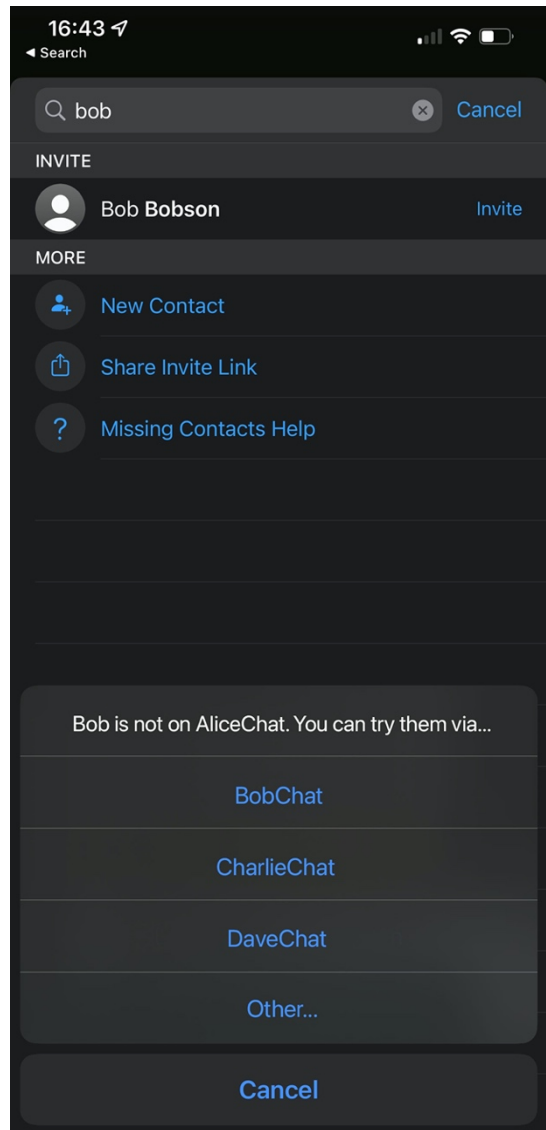 16:43
◀ Search
bob
Cancel
INVITE
Bob Bobson
Invite
MORE
New Contact
Share Invite Link
? Missing Contacts Help
Bob is not on AliceChat. You can try them via...
BobChat
CharlieChat
DaveChat
Other...
Cancel